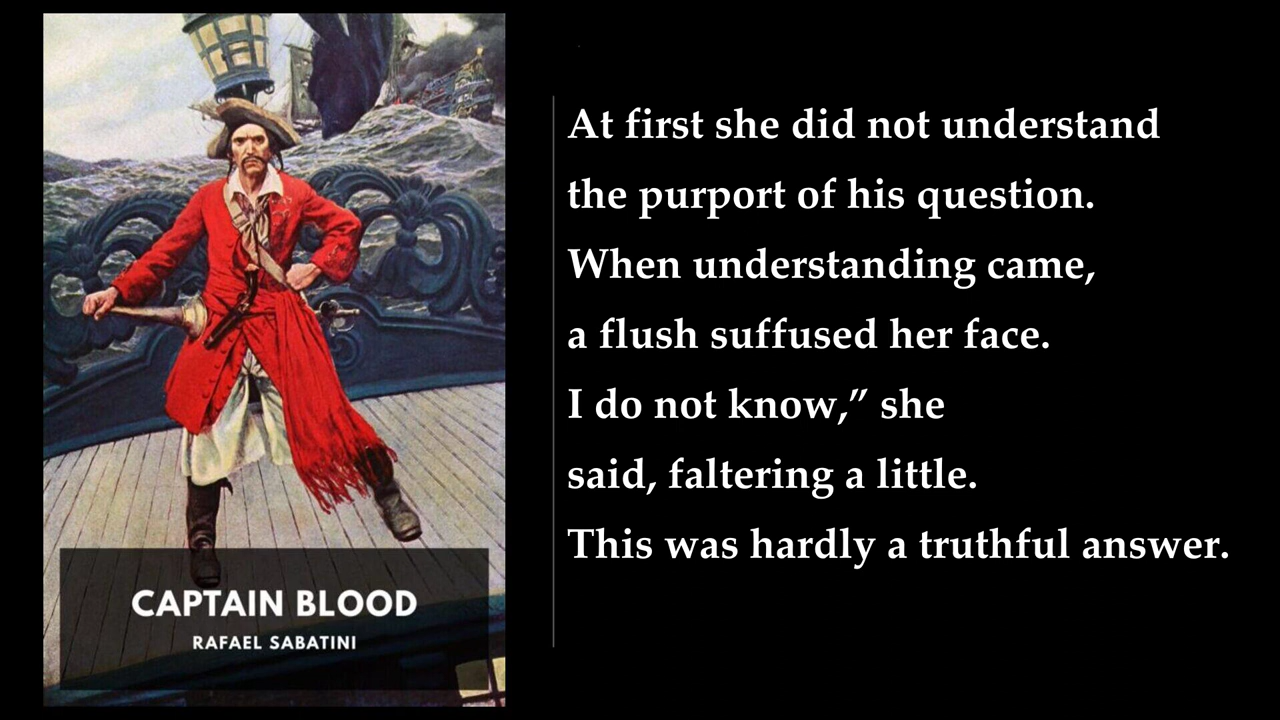 CAPTAIN BLOOD
RAFAEL SABATINI
At first she did not understand
the purport of his question.
When understanding came,
a flush suffused her face.
I do not know,” she
said, faltering a little.
This was hardly a truthful answer.